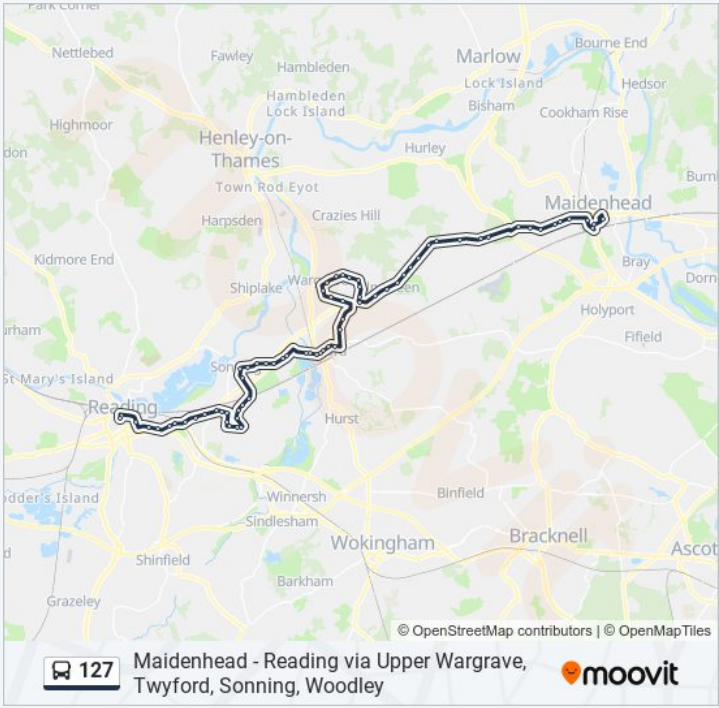 Park Corner
Nettlebed
Fawley
Hambleden
Marlow
Bourne End
Lock Island
Hedsor
Hambleden
Lock Island
Bisham
Cookham Rise
Highmoor
Henley-on-
Thames
Hurley
don
Town Rod Eyot
Burn
Harpsden
Crazies Hill
Maidenhead
Kidmore End
Bray
Shiplake
Warg
een
Dorn
Holyport
urham
Fifield
St Mary's Island
Son
Reading
Hurst
odder's Island
Winnersh
Binfield
Sindlesham
Wokingham
Bracknell
d
Shinfield
Ascot
Barkham
Grazeley
© OpenStreetMap contributors | © OpenMapTiles
127
Maidenhead - Reading via Upper Wargrave,
Twyford, Sonning, Woodley
moovit